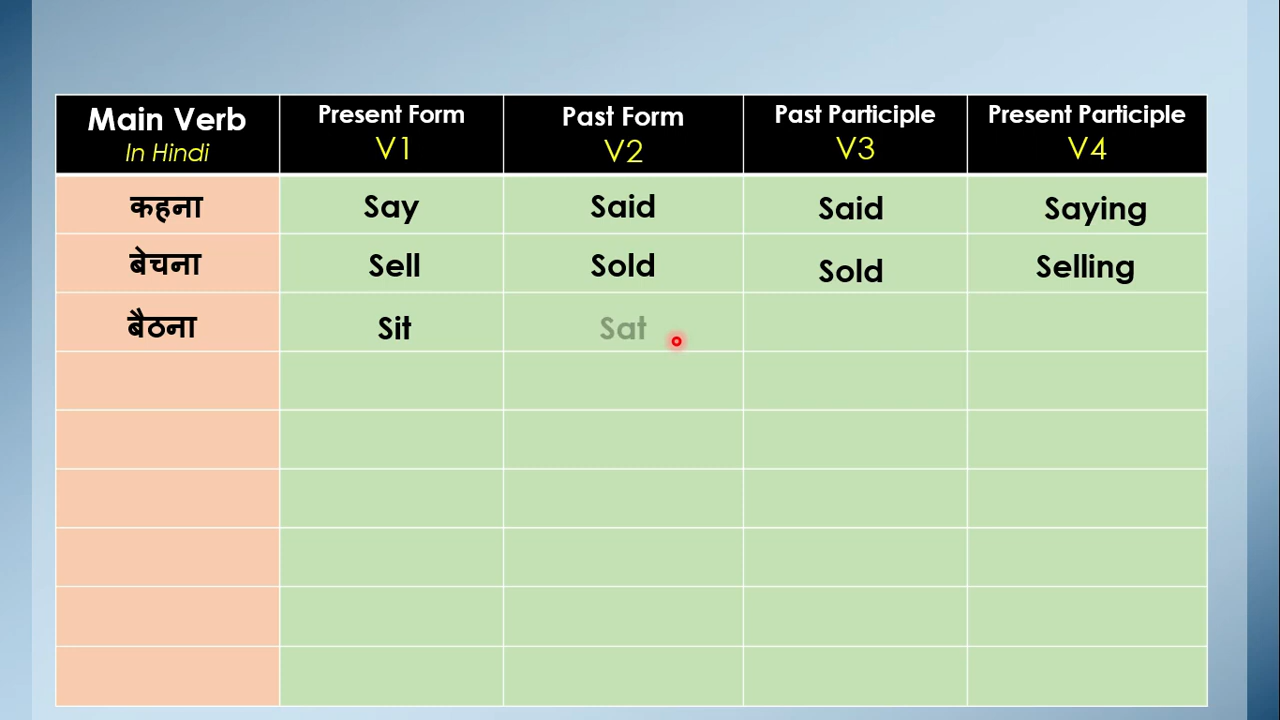 Main Verb
In Hindi
Present Form
V1
Past Form
V2
Past Participle
V3
Present Participle
V4
कहना Say Said Said Saying
बेचना Sell Sold Sold Selling
बैठना Sit Sat